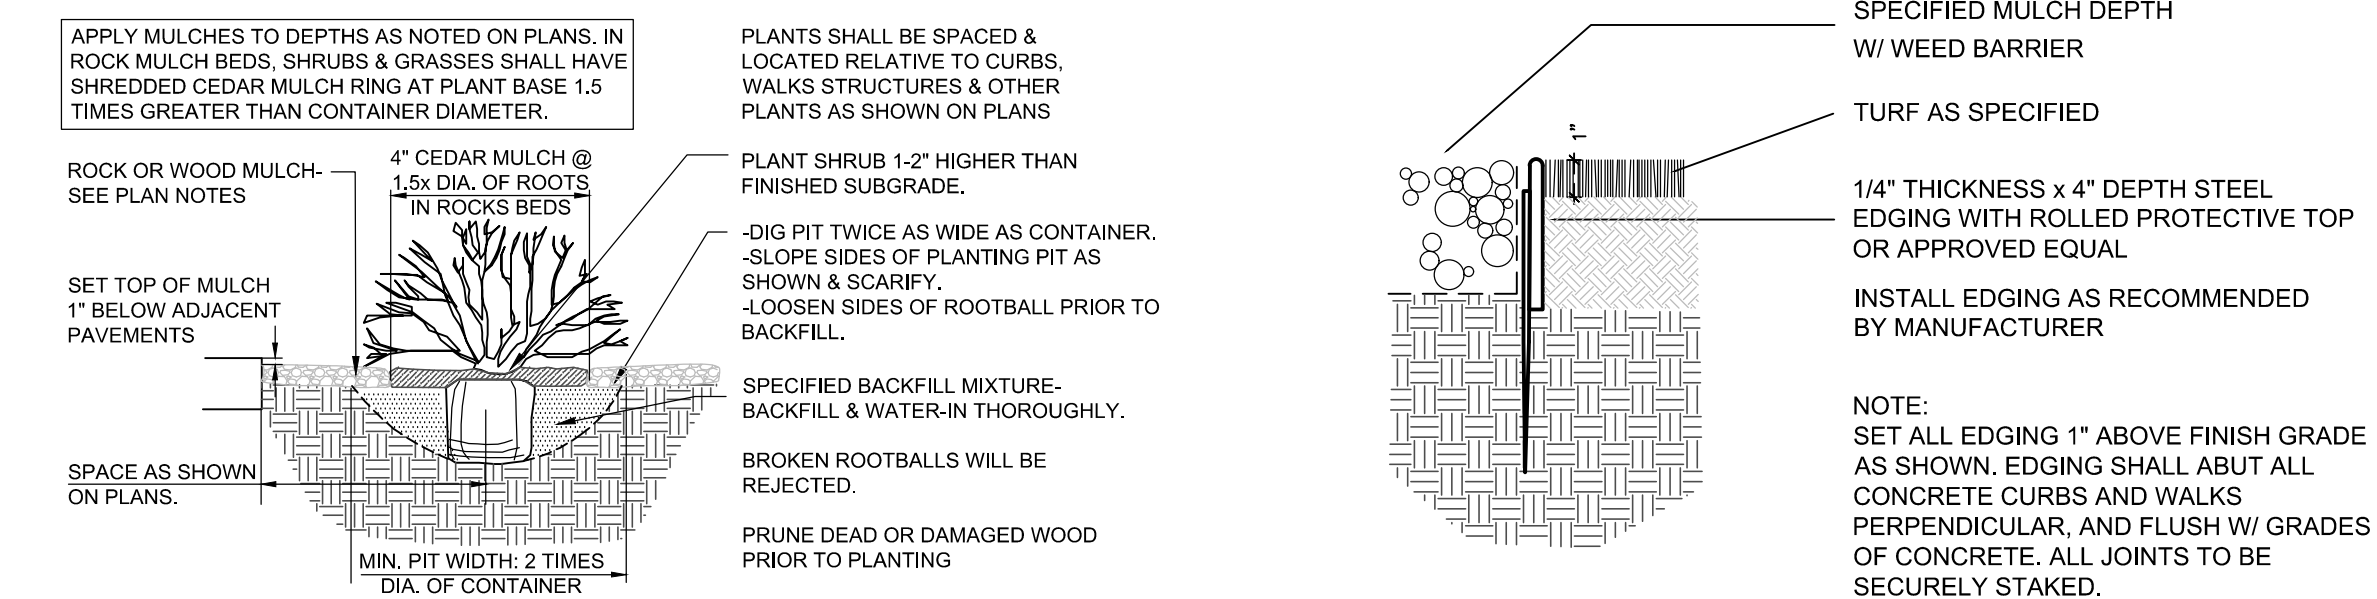 APPLY MULCHES TO DEPTHS AS NOTED ON PLANS. IN
ROCK MULCH BEDS, SHRUBS & GRASSES SHALL HAVE
SHREDDED CEDAR MULCH RING AT PLANT BASE 1.5
TIMES GREATER THAN CONTAINER DIAMETER.
ROCK OR WOOD MULCH-
SEE PLAN NOTES
4" CEDAR MULCH @
1.5x DIA. OF ROOTS
IN ROCKS BEDS
SET TOP OF MULCH
1" BELOW ADJACENT
PAVEMENTS
SPACE AS SHOWN
ON PLANS.
MIN. PIT WIDTH: 2 TIMES
DIA. OF CONTAINER
PLANTS SHALL BE SPACED &
LOCATED RELATIVE TO CURBS,
WALKS STRUCTURES & OTHER
PLANTS AS SHOWN ON PLANS
PLANT SHRUB 1-2" HIGHER THAN
FINISHED SUBGRADE.
-DIG PIT TWICE AS WIDE AS CONTAINER.
-SLOPE SIDES OF PLANTING PIT AS
SHOWN & SCARIFY.
-LOOSEN SIDES OF ROOTBALL PRIOR TO
BACKFILL.
SPECIFIED BACKFILL MIXTURE-
BACKFILL & WATER-IN THOROUGHLY.
BROKEN ROOTBALLS WILL BE
REJECTED.
PRUNE DEAD OR DAMAGED WOOD
PRIOR TO PLANTING
1"
SPECIFIED MULCH DEPTH
W/ WEED BARRIER
TURF AS SPECIFIED
1/4" THICKNESS x 4" DEPTH STEEL
EDGING WITH ROLLED PROTECTIVE TOP
OR APPROVED EQUAL
INSTALL EDGING AS RECOMMENDED
BY MANUFACTURER
NOTE:
SET ALL EDGING 1" ABOVE FINISH GRADE
AS SHOWN. EDGING SHALL ABUT ALL
CONCRETE CURBS AND WALKS
PERPENDICULAR, AND FLUSH W/ GRADES
OF CONCRETE. ALL JOINTS TO BE
SECURELY STAKED.